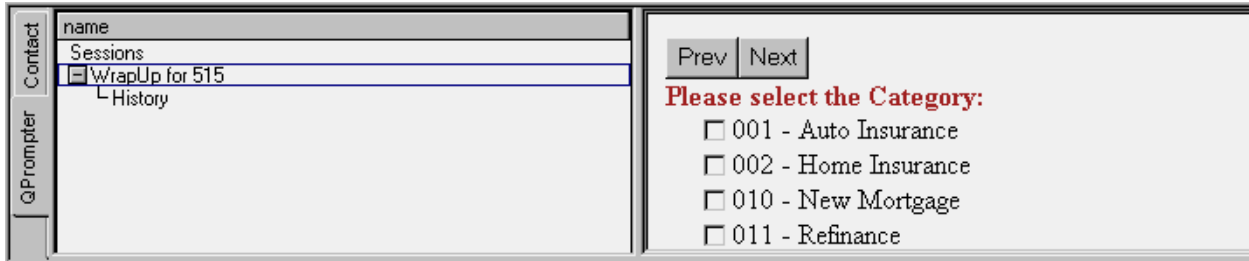 Contact
QPrompter
name
Sessions
WrapUp for 515
History
Prev Next
Please select the Category:
001 - Auto Insurance
002 - Home Insurance
010 - New Mortgage
011 - Refinance